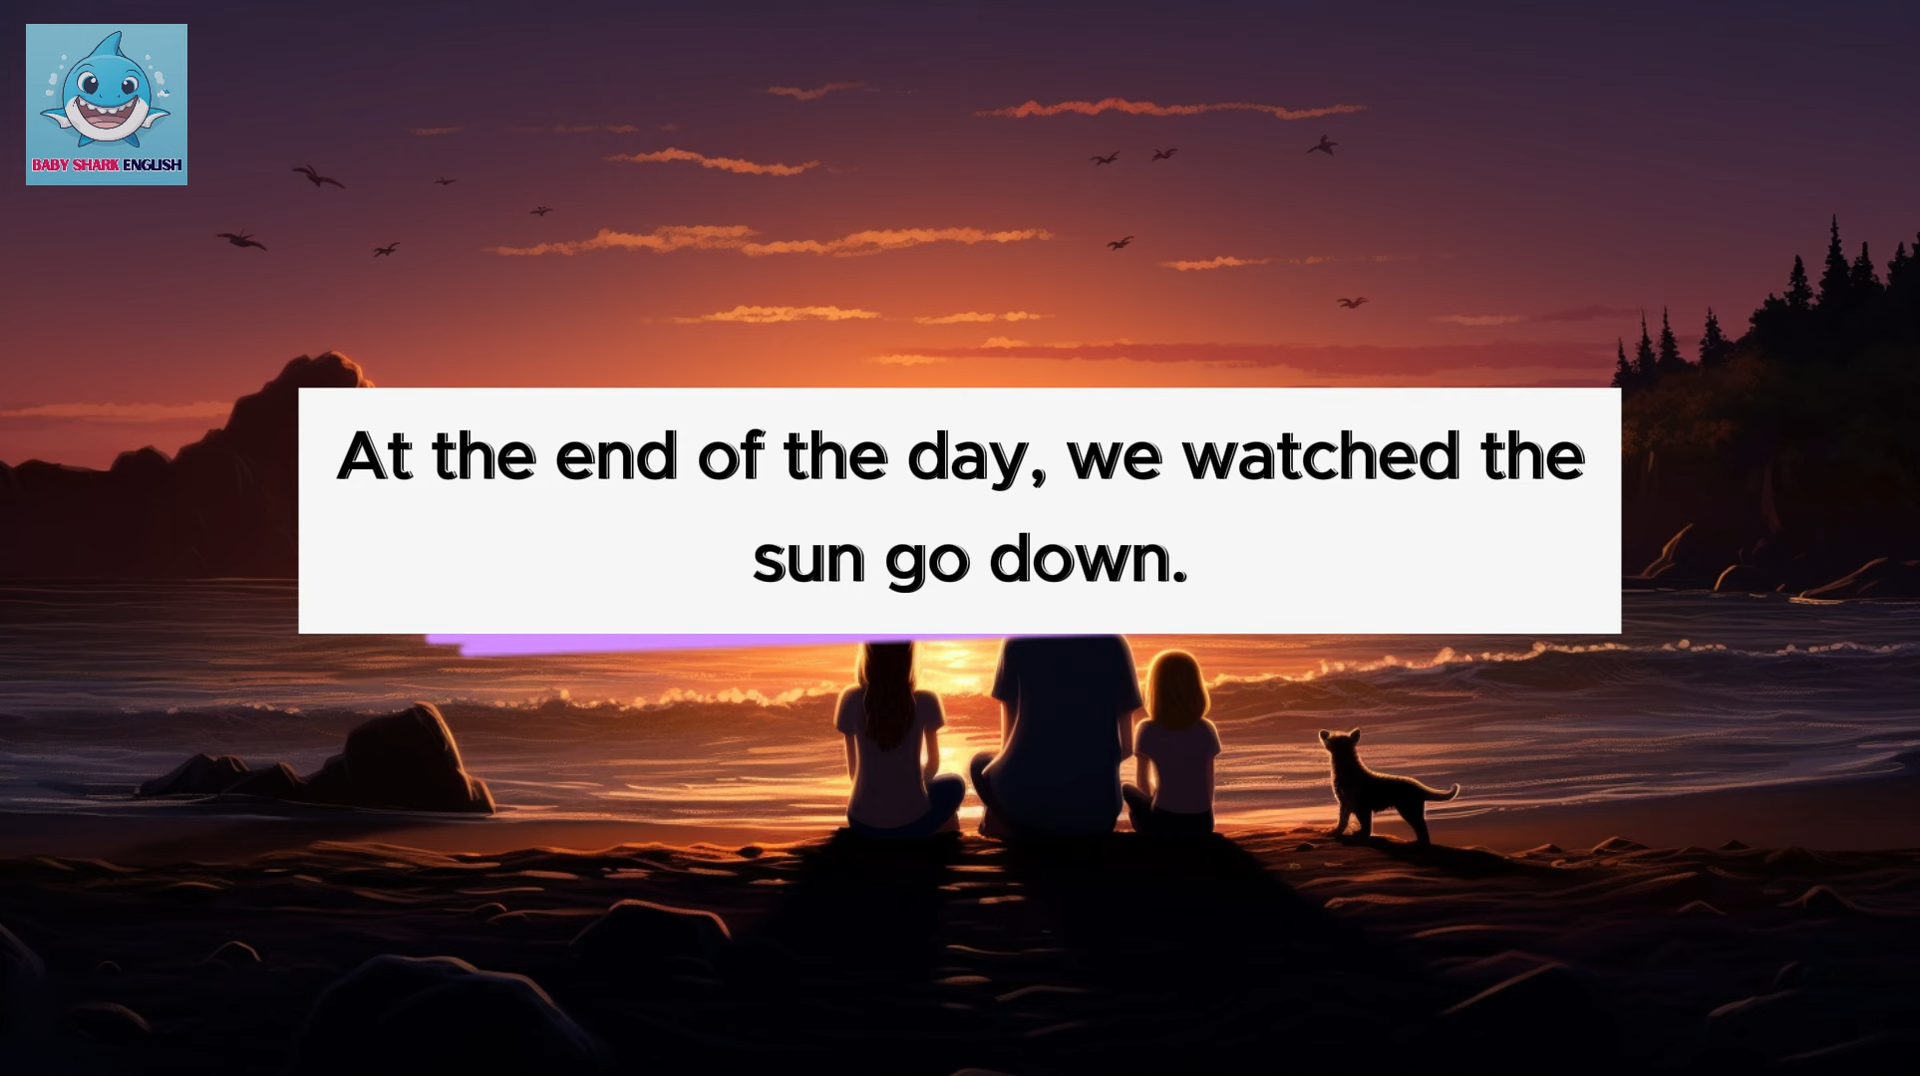 BABY SHARK ENGLISH
At the end of the day, we watched the
sun go down.